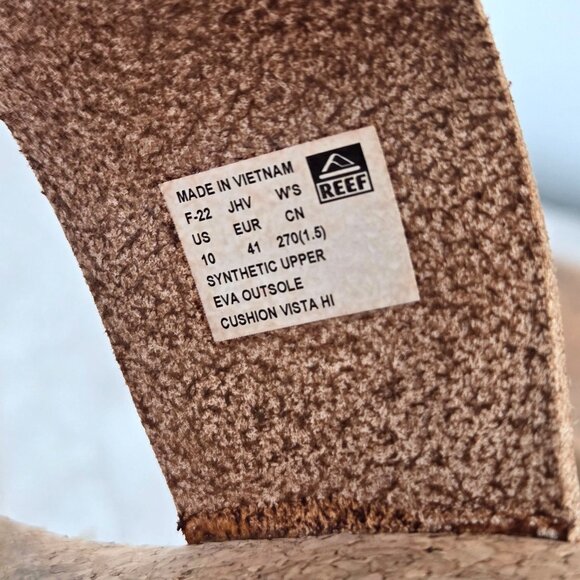 MADE IN VIETNAM
REEF
F-22 JHV W'S
US EUR CN
10 41 270(1.5)
SYNTHETIC UPPER
EVA OUTSOLE
CUSHION VISTA HI